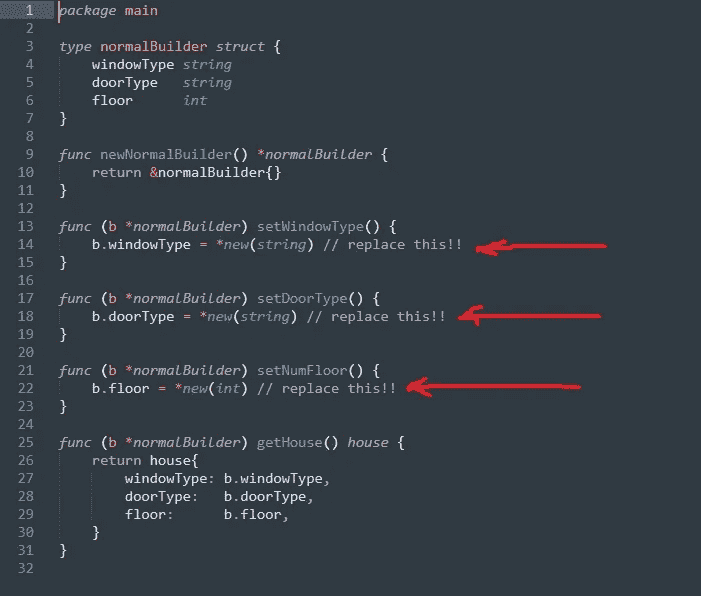 1 package main
2
3 type normalBuilder struct {
4     windowType string
5     doorType   string
6     floor      int
7 }
8
9 func newNormalBuilder() *normalBuilder {
10     return &normalBuilder{}
11 }
12
13 func (b *normalBuilder) setWindowType() {
14     b.windowType = *new(string) // replace this!!
15 }
16
17 func (b *normalBuilder) setDoorType() {
18     b.doorType = *new(string) // replace this!!
19 }
20
21 func (b *normalBuilder) setNumFloor() {
22     b.floor = *new(int) // replace this!!
23 }
24
25 func (b *normalBuilder) getHouse() house {
26     return house{
27         windowType: b.windowType,
28         doorType:   b.doorType,
29         floor:      b.floor,
30     }
31 }
32